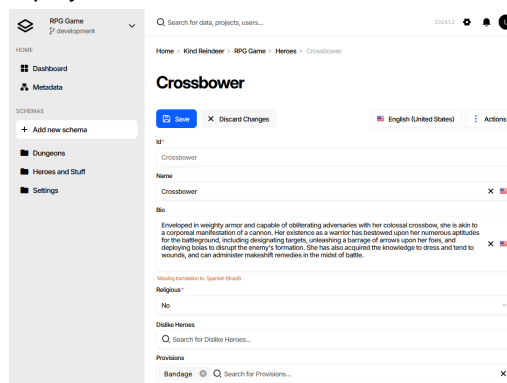 RPG Game
development
Search for data, projects, users...
2024.1.2
HOME
Dashboard
Metadata
SCHEMAS
+ Add new schema
Dungeons
Heroes and Stuff
Settings
Home > Kind Reindeer > RPG Game > Heroes > Crossbower
Crossbower
Save
Discard Changes
English (United States)
Actions
Id*
Crossbower
Name
Crossbower
Bio
Enveloped in weighty armor and capable of obliterating adversaries with her colossal crossbow, she is akin to
a corporeal manifestation of a cannon. Her existence as a warrior has bestowed upon her numerous aptitudes
for the battleground, including designating targets, unleashing a barrage of arrows upon her foes, and
deploying bolas to disrupt the enemy's formation. She has also acquired the knowledge to dress and tend to
wounds, and can administer makeshift remedies in the midst of battle.
Missing translation to: Spanish (Brazil)
Religious*
No
Dislike Heroes
Search for Dislike Heroes...
Provisions
Bandage
Search for Provisions...